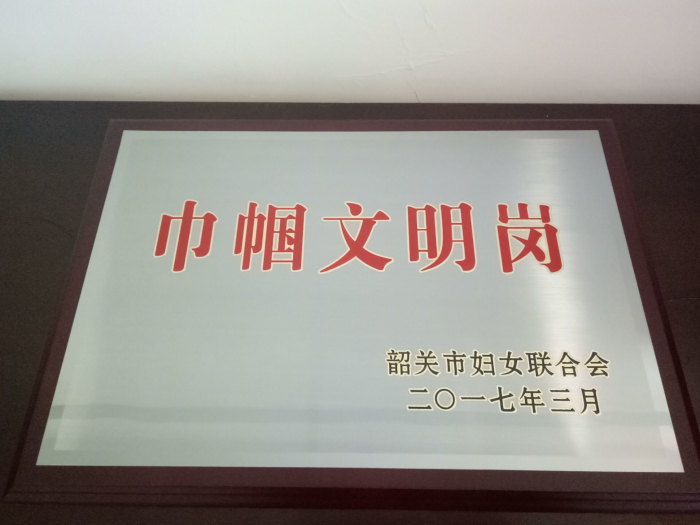 巾帼文明岗
韶关市妇女联合会
二〇一七年三月